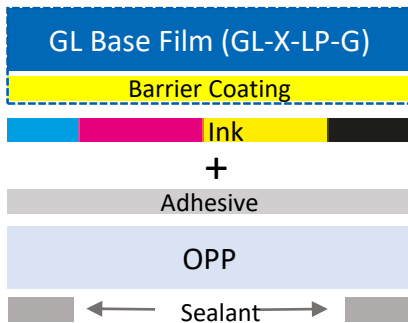 GL Base Film (GL-X-LP-G)
Barrier Coating
Ink
+
Adhesive
OPP
Sealant